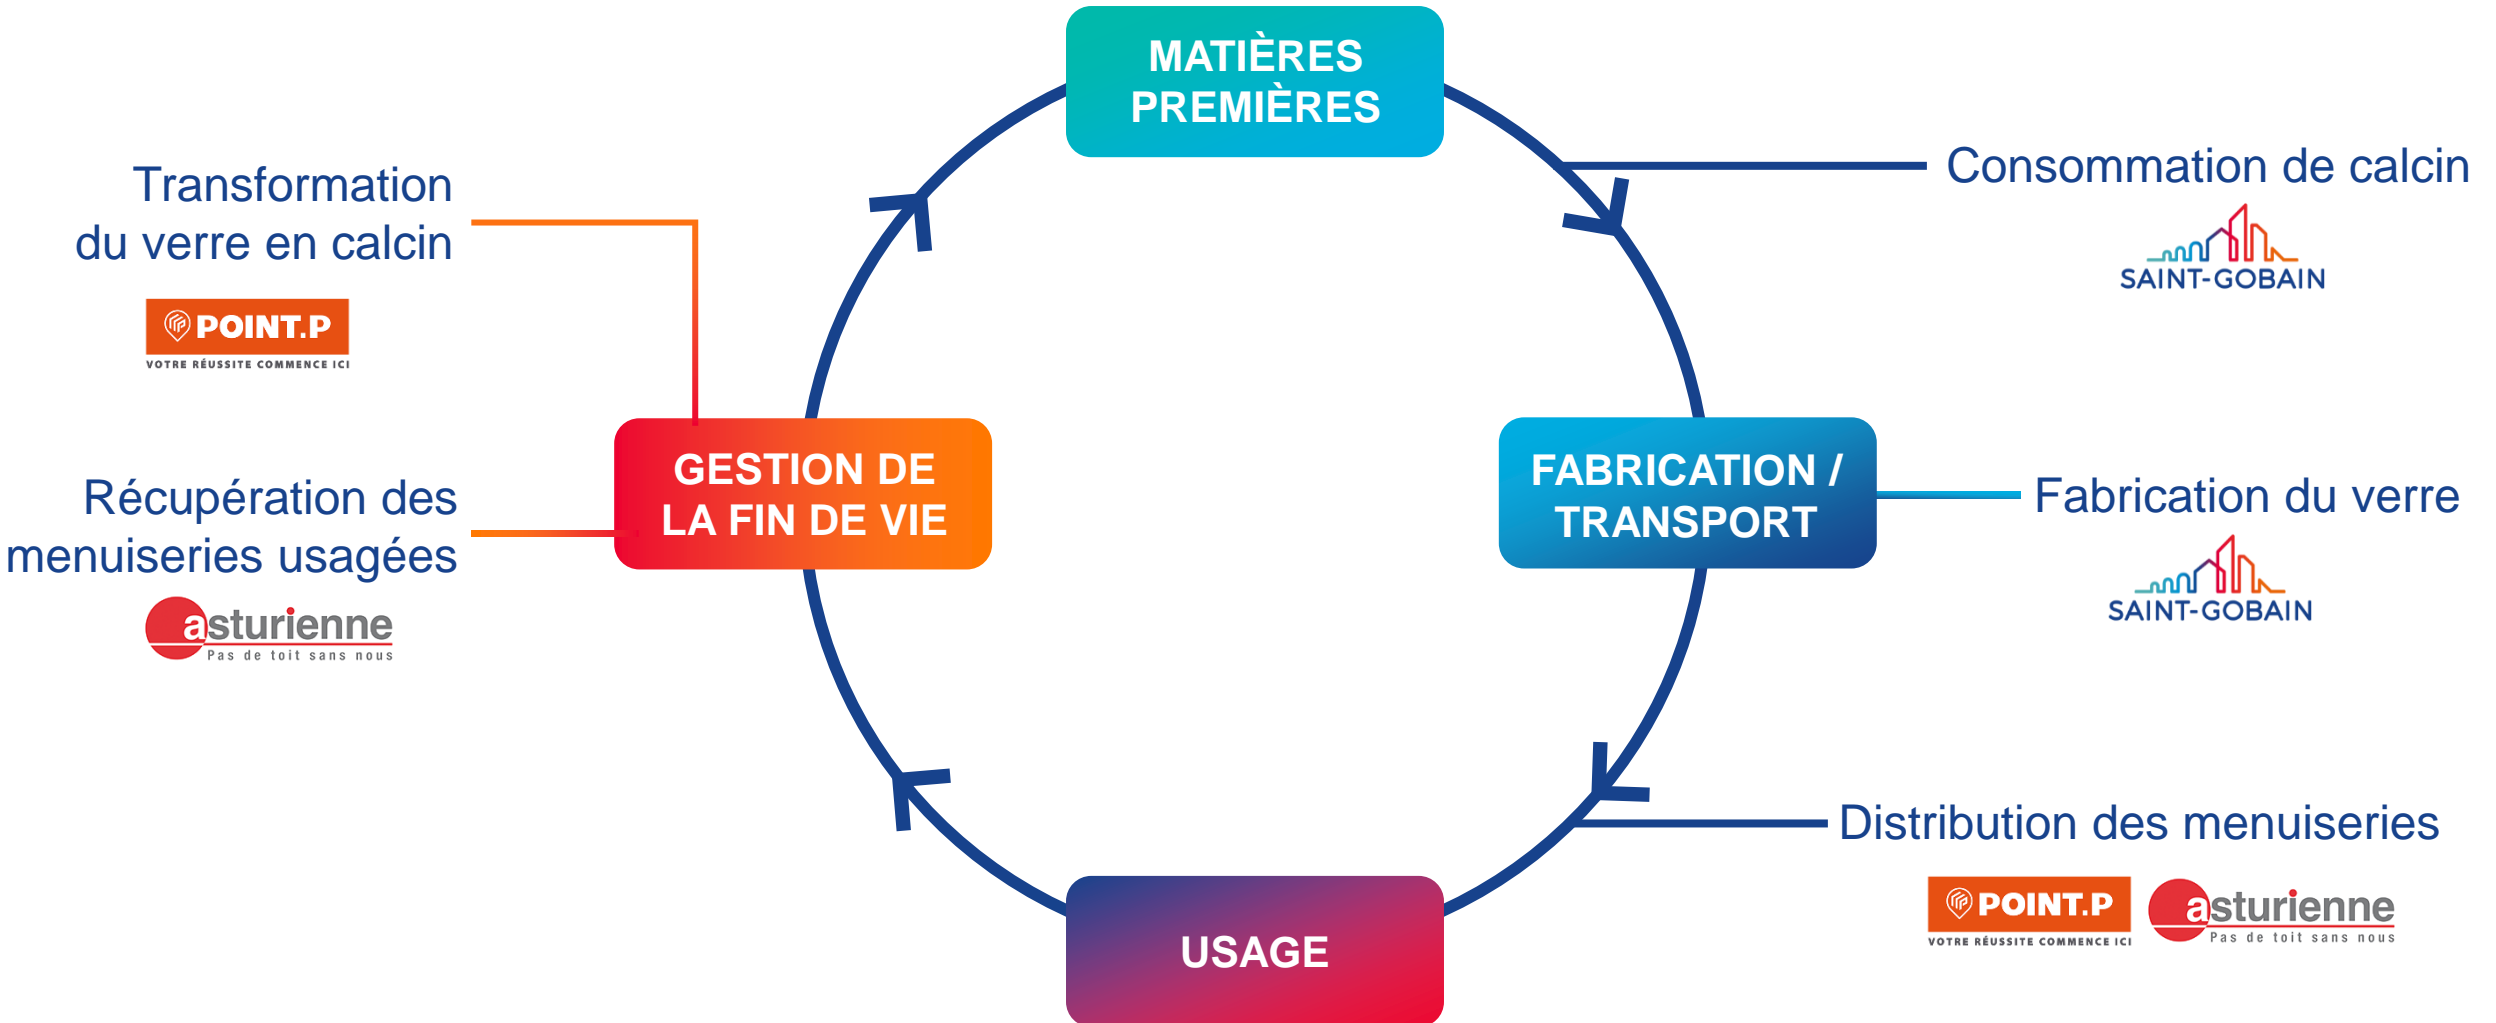 MATIÈRES
PREMIÈRES
Consommation de calcin
SAINT-GOBAIN
Transformation
du verre en calcin
POINT.P
VOTRE RÉUSSITE COMMENCE ICI
GESTION DE
LA FIN DE VIE
FABRICATION /
TRANSPORT
Fabrication du verre
SAINT-GOBAIN
Récupération des
menuiseries usagées
asturienne
Pas de toit sans nous
Distribution des menuiseries
POINT.P
VOTRE RÉUSSITE COMMENCE ICI
asturienne
Pas de toit sans nous
USAGE